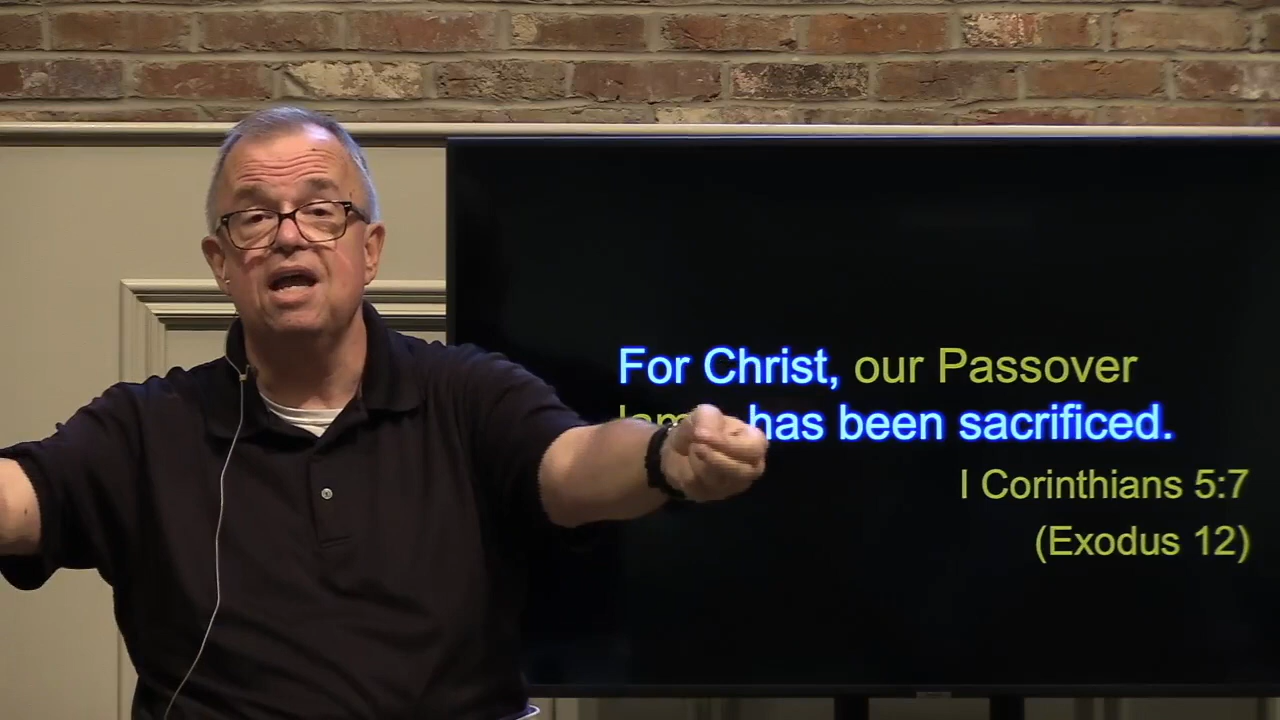 For Christ, our Passover
has been sacrificed.
I Corinthians 5:7
(Exodus 12)